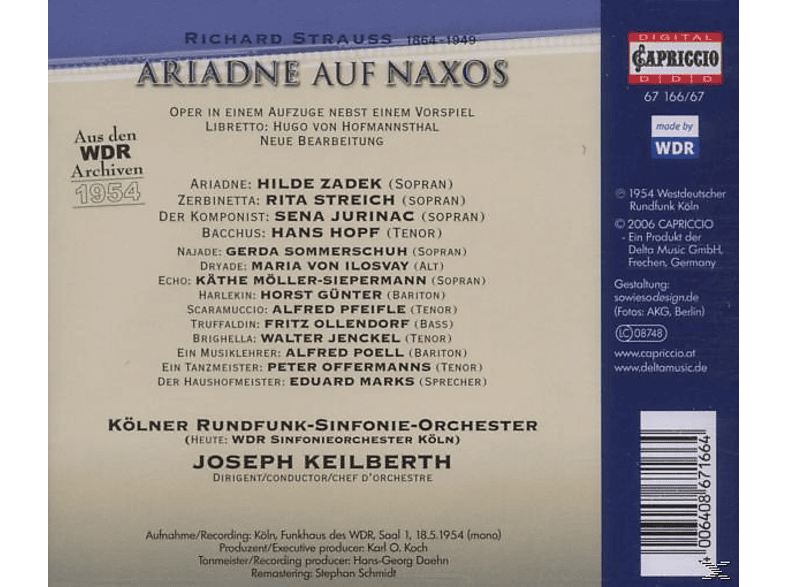 RICHARD STRAUSS 1864-1949
ARIADNE AUF NAXOS
OPER IN EINEM AUFZUGE NEBST EINEM VORSPIEL
LIBRETTO: HUGO VON HOFMANNSTHAL
NEUE BEARBEITUNG
Aus den
WDR
Archiven
1954
ARIADNE: HILDE ZADEK (SOPRAN)
ZERBINETTA: RITA STREICH (SOPRAN)
DER KOMPONIST: SENA JURINAC (SOPRAN)
BACCHUS: HANS HOPF (TENOR)
NAJADE: GERDA SOMMERSCHUH (SOPRAN)
DRYADE: MARIA VON ILOSVAY (ALT)
ECHO: KÄTHE MÖLLER-SIEPERMANN (SOPRAN)
HARLEKIN: HORST GÜNTER (BARITON)
SCARAMUCCIO: ALFRED PFEIFLE (TENOR)
TRUFFALDIN: FRITZ OLLENDORF (BASS)
BRIGHELLA: WALTER JENCKEL (TENOR)
EIN MUSIKLEHRER: ALFRED POELL (BARITON)
EIN TANZMEISTER: PETER OFFERMANNS (TENOR)
DER HAUSHOFMEISTER: EDUARD MARKS (SPRECHER)
KÖLNER RUNDFUNK-SINFONIE-ORCHESTER
(HEUTE: WDR SINFONIEORCHESTER KÖLN)
JOSEPH KEILBERTH
DIRIGENT/CONDUCTOR/CHEF D'ORCHESTRE
Aufnahme/Recording: Köln, Funkhaus des WDR, Saal 1, 18.5.1954 (mono)
Produzent/Executive producer: Karl O. Koch
Tonmeister/Recording producer: Hans-Georg Daehn
Remastering: Stephan Schmidt
DIGITAL
CAPRICCIO
D D D
67 166/67
made by
WDR
℗ 1954 Westdeutscher
Rundfunk Köln
© 2006 CAPRICCIO
- Ein Produkt der
Delta Music GmbH,
Frechen, Germany
Gestaltung:
sowiesodesign.de
(Fotos: AKG, Berlin)
LC 08748
www.capriccio.at
www.deltamusic.de
4 006408 671664